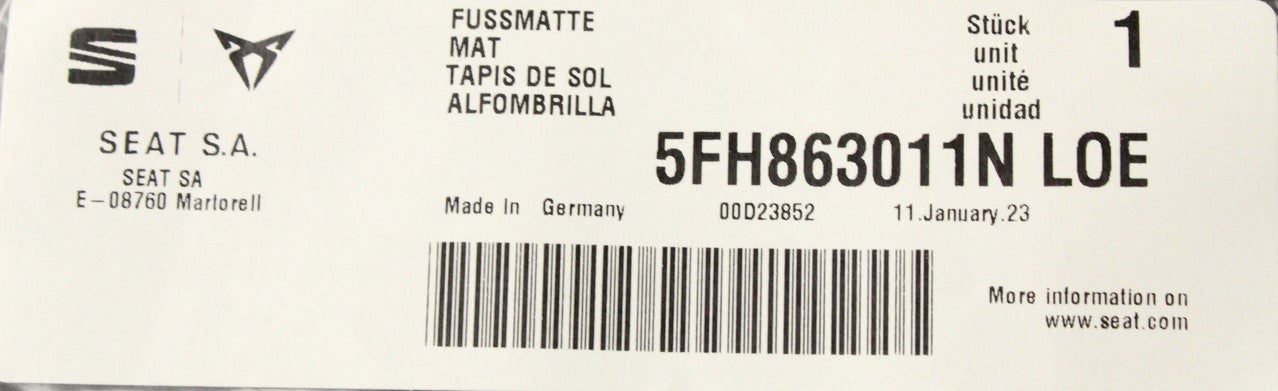 SEAT S.A.
SEAT SA
E-08760 Martorell
FUSSMATTE
MAT
TAPIS DE SOL
ALFOMBRILLA
Stück
unit
unité
unidad
1
5FH863011N LOE
Made In Germany 00D23852 11.January.23
More information on
www.seat.com